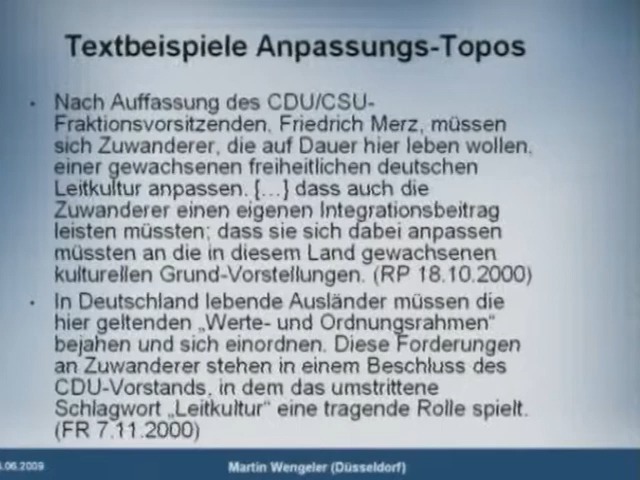 Textbeispiele Anpassungs-Topos
• Nach Auffassung des CDU/CSU-
Fraktionsvorsitzenden, Friedrich Merz, müssen
sich Zuwanderer, die auf Dauer hier leben wollen,
einer gewachsenen freiheitlichen deutschen
Leitkultur anpassen. […] dass auch die
Zuwanderer einen eigenen Integrationsbeitrag
leisten müssten; dass sie sich dabei anpassen
müssten an die in diesem Land gewachsenen
kulturellen Grund-Vorstellungen. (RP 18.10.2000)
• In Deutschland lebende Ausländer müssen die
hier geltenden „Werte- und Ordnungsrahmen“
bejahen und sich einordnen. Diese Forderungen
an Zuwanderer stehen in einem Beschluss des
CDU-Vorstands, in dem das umstrittene
Schlagwort „Leitkultur“ eine tragende Rolle spielt.
(FR 7.11.2000)
.06.2009
Martin Wengeler (Düsseldorf)